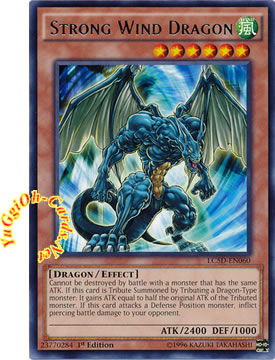 STRONG WIND DRAGON
風
YuGgiOh-Cards.Net
LC5D-EN060
[DRAGON / EFFECT]
Cannot be destroyed by battle with a monster that has the same
ATK. If this card is Tribute Summoned by Tributing a Dragon-Type
monster: It gains ATK equal to half the original ATK of the Tributed
monster. If this card attacks a Defense Position monster, inflict
piercing battle damage to your opponent.
ATK/2400 DEF/1000
23770284 1st Edition ©1996 KAZUKI TAKAHASHI